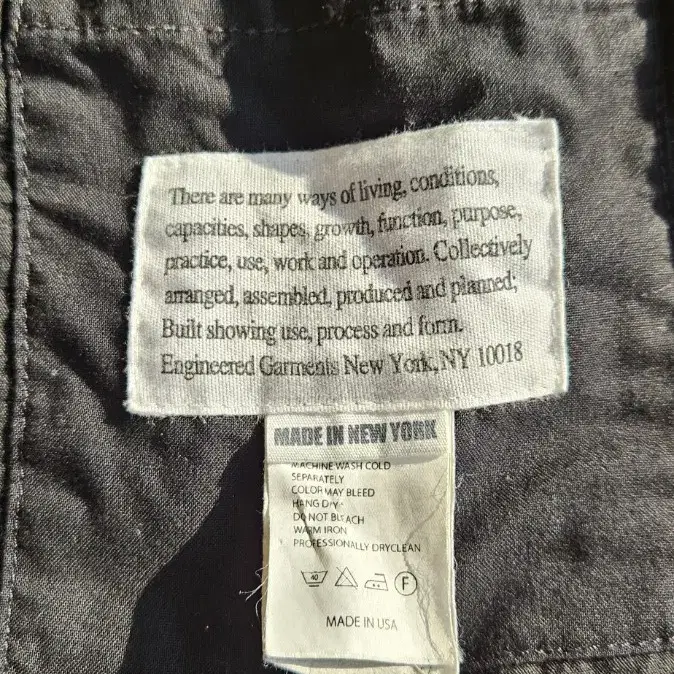 There are many ways of living, conditions,
capacities, shapes, growth, function, purpose,
practice, use, work and operation. Collectively
arranged, assembled, produced and planned;
Built showing use, process and form.
Engineered Garments New York, NY 10018
MADE IN NEW YORK
MACHINE WASH COLD
SEPARATELY
COLOR MAY BLEED
HANG DRY
DO NOT BLEACH
WARM IRON
PROFESSIONALLY DRYCLEAN
40 F
MADE IN USA